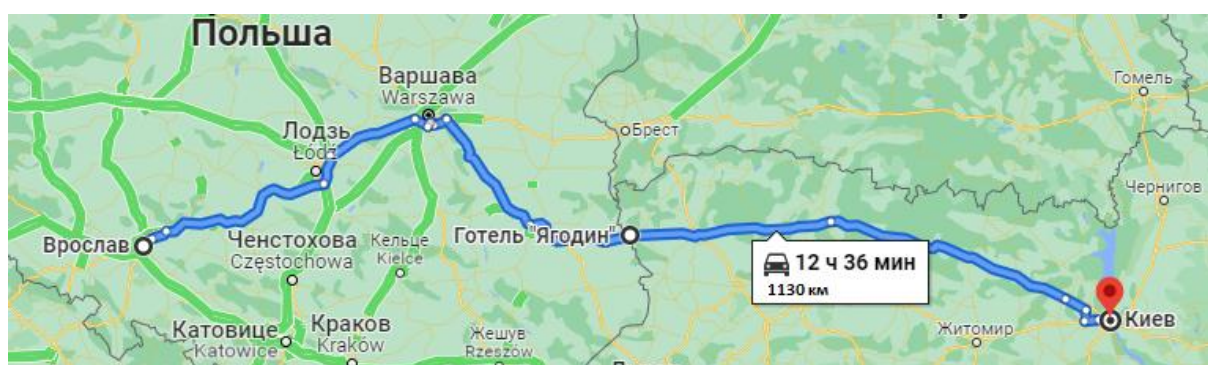 Польша
Варшава
Warszawa
Гомель
Лодзь
Łódź
Брест
Чернигов
Врослав
Ченстохова
Częstochowa
Кельце
Kielce
Готель "Ягодин"
12 ч 36 мин
1130 км
Киев
Катовице
Katowice
Краков
Kraków
Жешув
Rzeszów
Житомир